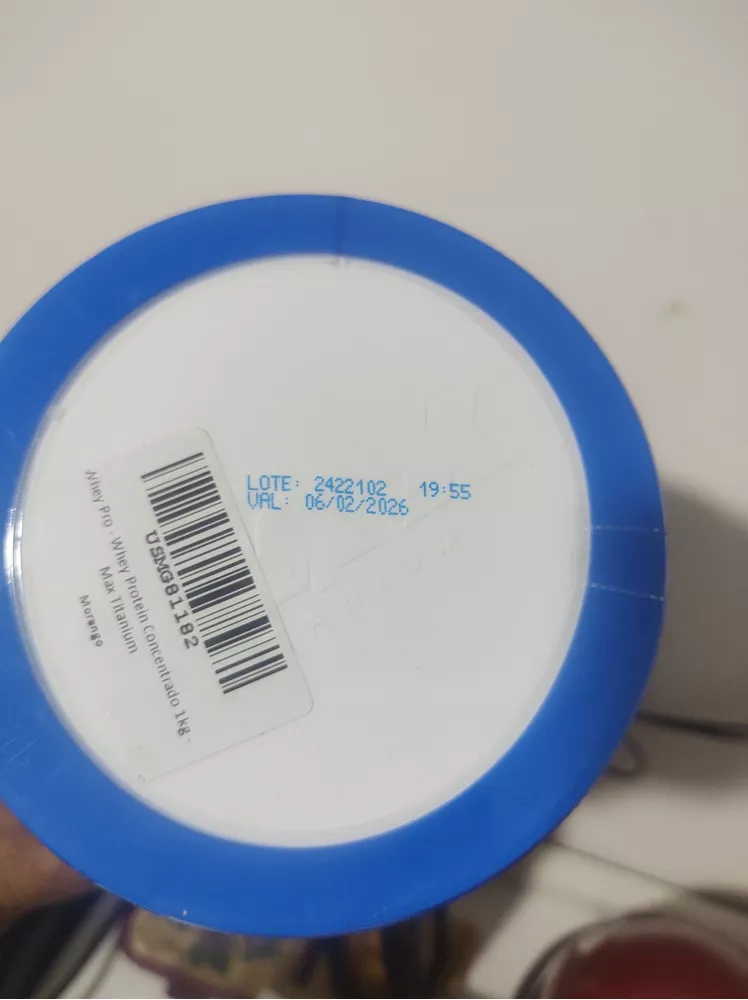 LOTE: 2422102 19:55
VAL: 06/02/2026
USMG81182
Whey Pro - Whey Protein Concentrado 1kg -
Max Titanium
Morango